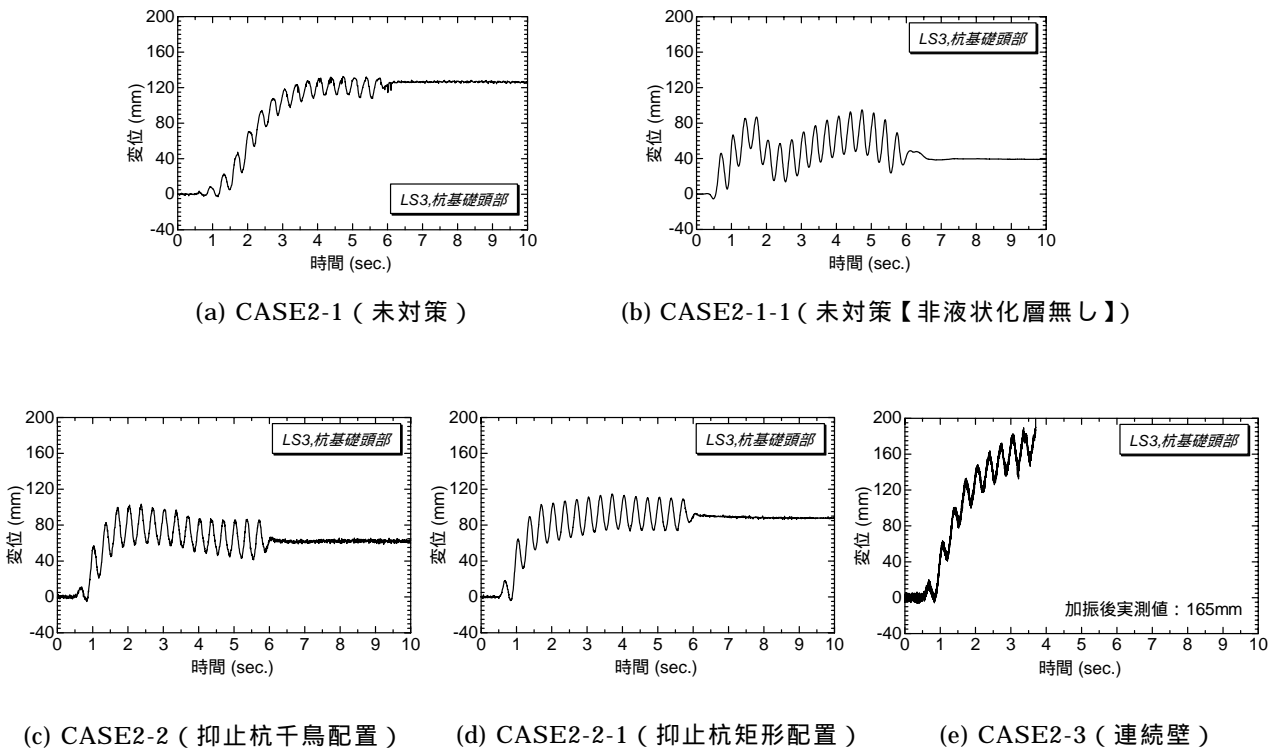 200
160
120
80
40
0
-40
変位 (mm)
LS3,杭基礎頭部
0 1 2 3 4 5 6 7 8 9 10
時間 (sec.)
(a) CASE2-1(未対策)
200
160
120
80
40
0
-40
変位 (mm)
LS3,杭基礎頭部
0 1 2 3 4 5 6 7 8 9 10
時間 (sec.)
(b) CASE2-1-1(未対策【非液状化層無し】)
200
160
120
80
40
0
-40
変位 (mm)
LS3,杭基礎頭部
0 1 2 3 4 5 6 7 8 9 10
時間 (sec.)
(c) CASE2-2(抑止杭千鳥配置)
200
160
120
80
40
0
-40
変位 (mm)
LS3,杭基礎頭部
0 1 2 3 4 5 6 7 8 9 10
時間 (sec.)
(d) CASE2-2-1(抑止杭矩形配置)
200
160
120
80
40
0
-40
変位 (mm)
LS3,杭基礎頭部
加振後実測値:165mm
0 1 2 3 4 5 6 7 8 9 10
時間 (sec.)
(e) CASE2-3(連続壁)